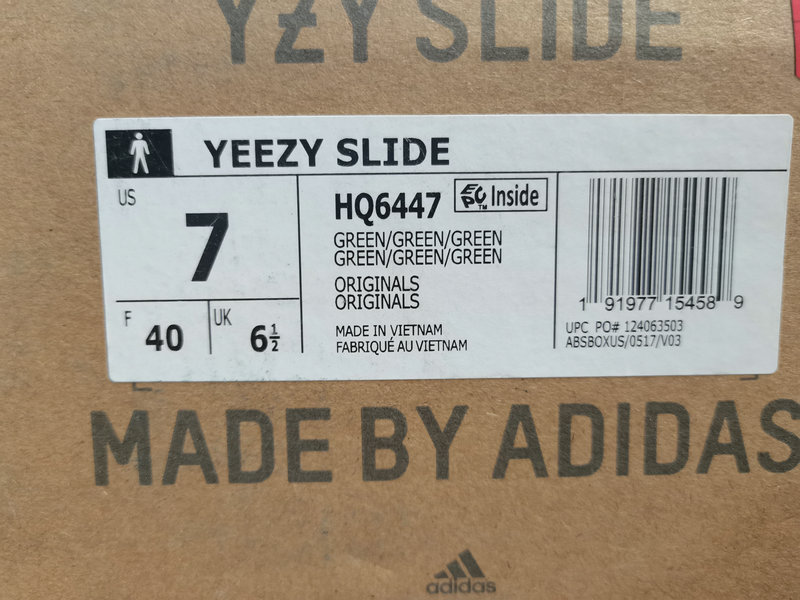 YZY SLIDE
YEEZY SLIDE
US
7
F
40
UK
6½
HQ6447
EPC Inside
TM
GREEN/GREEN/GREEN
GREEN/GREEN/GREEN
ORIGINALS
ORIGINALS
MADE IN VIETNAM
FABRIQUÉ AU VIETNAM
1 91977 15458 9
UPC PO# 124063503
ABSBOXUS/0517/V03
MADE BY ADIDAS
adidas